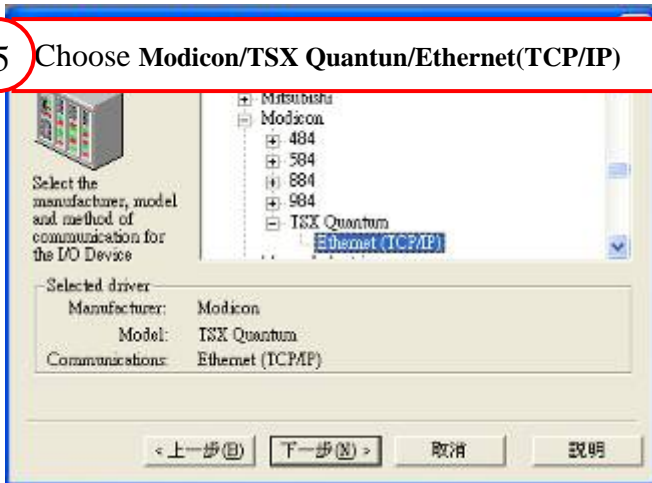 5 Choose Modicon/TSX Quantun/Ethernet(TCP/IP)
Mitsubishi
Modicon
484
584
884
984
TSX Quantum
Ethernet (TCP/IP)
Select the
manufacturer, model
and method of
communication for
the I/O Device
Selected driver
Manufacturer: Modicon
Model: TSX Quantum
Communications: Ethernet (TCP/IP)
<上一步(B) 下一步(N)> 取消 説明